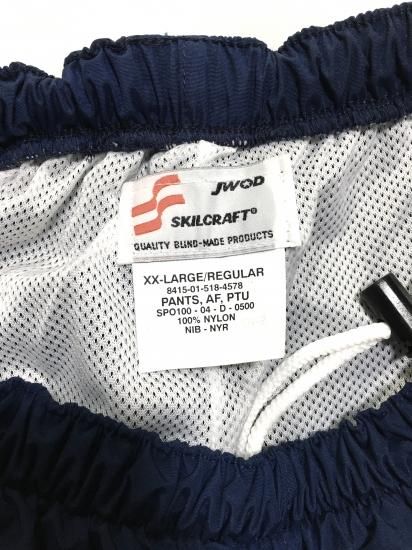 JWOD
SKILCRAFT®
QUALITY BLIND-MADE PRODUCTS
XX-LARGE/REGULAR
8415-01-518-4578
PANTS, AF, PTU
SPO100 - 04 - D - 0500
100% NYLON
NIB - NYR